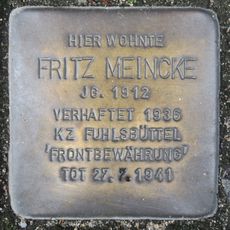 HIER WOHNTE
FRITZ MEINCKE
JG. 1912
VERHAFTET 1936
KZ FUHLSBÜTTEL
'FRONTBEWÄHRUNG'
TOT 27. 7. 1941